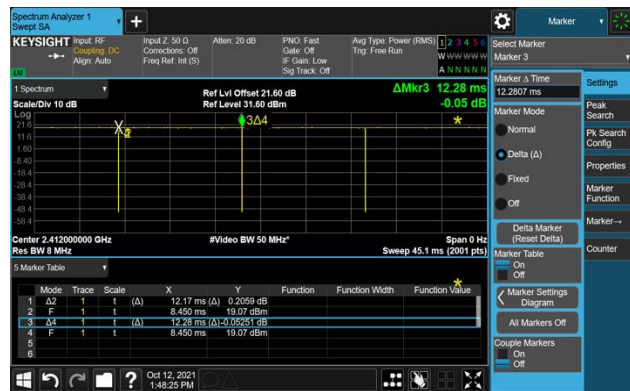 Spectrum Analyzer 1
Swept SA
Marker
KEYSIGHT Input: RF Input Z: 50 Ω Atten: 20 dB PNO: Fast Avg Type: Power (RMS) 1 2 3 4 5 6
Coupling: DC Corrections: Off Gate: Off Trig: Free Run W W W W W W
Align: Auto Freq Ref: Int (S) IF Gain: Low A N N N N N
Sig Track: Off
Select Marker
Marker 3
1 Spectrum
Ref Lvl Offset 21.60 dB ΔMkr3 12.28 ms
Scale/Div 10 dB Ref Level 31.60 dBm -0.05 dB
Log
21.6
11.6
1.60
-8.40
-18.4
-28.4
-38.4
-48.4
-58.4
3Δ4
X
Center 2.412000000 GHz #Video BW 50 MHz* Span 0 Hz
Res BW 8 MHz Sweep 45.1 ms (2001 pts)
5 Marker Table
Mode Trace Scale X Y Function Function Width Function Value
1 Δ2 1 t (Δ) 12.17 ms (Δ) 0.2059 dB
2 F 1 t 8.450 ms 19.07 dBm
3 Δ4 1 t (Δ) 12.28 ms (Δ) -0.05251 dB
4 F 1 t 8.450 ms 19.07 dBm
5
6
Marker Δ Time
12.2807 ms
Marker Mode
Normal
Delta (Δ)
Fixed
Off
Delta Marker
(Reset Delta)
Marker Table
On
Off
Marker Settings
Diagram
All Markers Off
Couple Markers
On
Off
Settings
Peak
Search
Pk Search
Config
Properties
Marker
Function
Marker→
Counter
Oct 12, 2021
1:48:25 PM